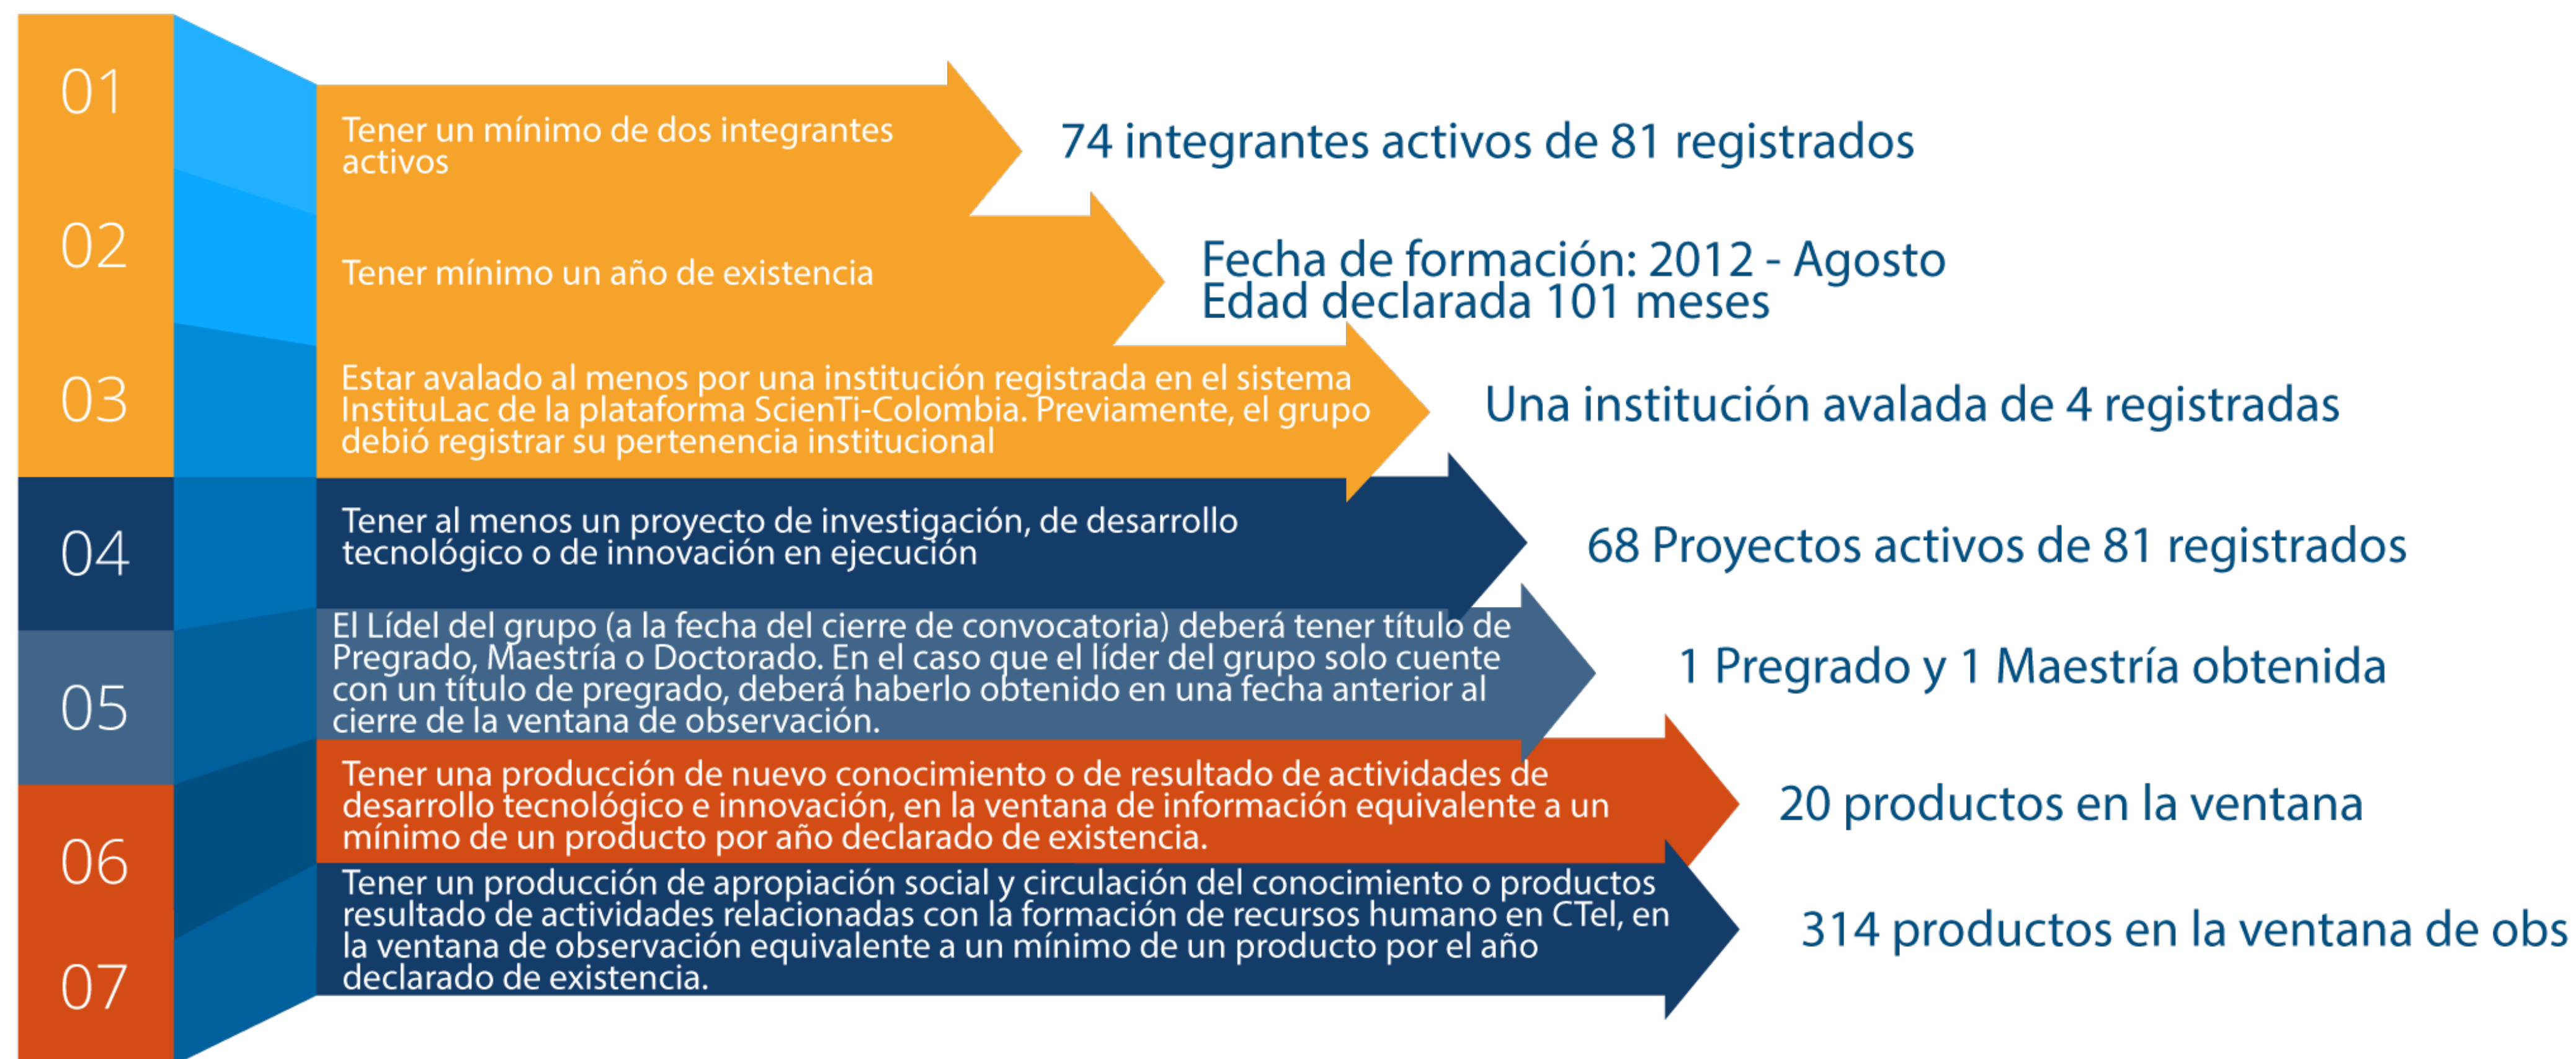 01
Tener un mínimo de dos integrantes
activos
74 integrantes activos de 81 registrados
02
Tener mínimo un año de existencia
Fecha de formación: 2012 - Agosto
Edad declarada 101 meses
03
Estar avalado al menos por una institución registrada en el sistema
InstituLac de la plataforma ScienTi-Colombia. Previamente, el grupo
debió registrar su pertenencia institucional
Una institución avalada de 4 registradas
04
Tener al menos un proyecto de investigación, de desarrollo
tecnológico o de innovación en ejecución
68 Proyectos activos de 81 registrados
05
El Lídel del grupo (a la fecha del cierre de convocatoria) deberá tener título de
Pregrado, Maestría o Doctorado. En el caso que el líder del grupo solo cuente
con un título de pregrado, deberá haberlo obtenido en una fecha anterior al
cierre de la ventana de observación.
1 Pregrado y 1 Maestría obtenida
06
Tener una producción de nuevo conocimiento o de resultado de actividades de
desarrollo tecnológico e innovación, en la ventana de información equivalente a un
mínimo de un producto por año declarado de existencia.
20 productos en la ventana
07
Tener un producción de apropiación social y circulación del conocimiento o productos
resultado de actividades relacionadas con la formación de recursos humano en CTel, en
la ventana de observación equivalente a un mínimo de un producto por el año
declarado de existencia.
314 productos en la ventana de obs